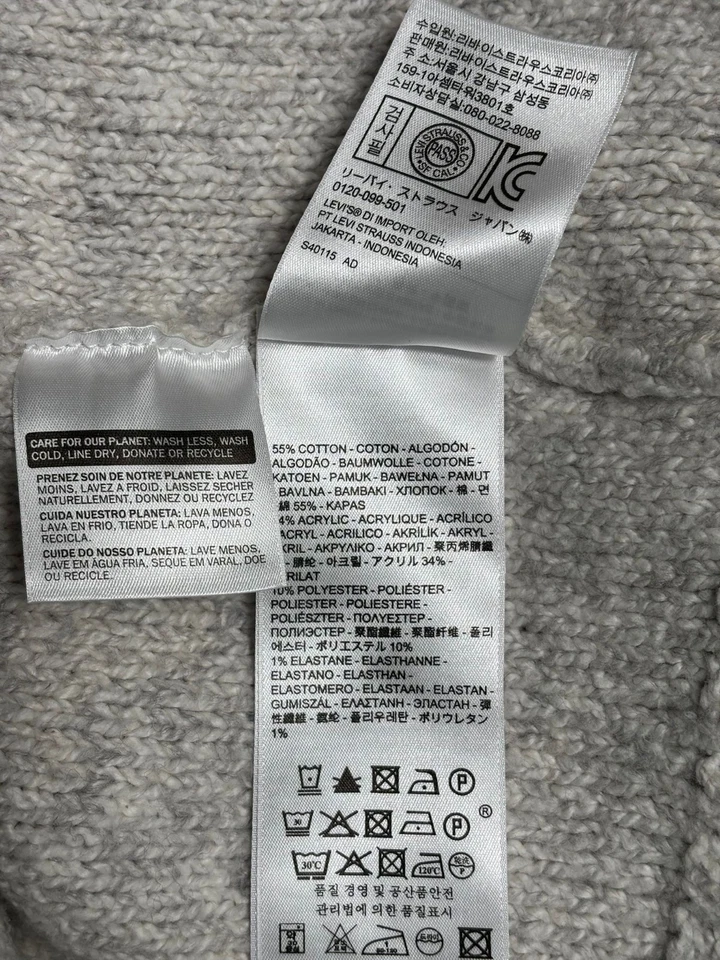 수입원:리바이스트라우스코리아㈜
판매원:리바이스트라우스코리아㈜
주 소:서울시 강남구 삼성동
159-1아셈타워3801호
소비자상담실:080-022-8088
검사필
LEVI STRAUSS & CO
PASS
SF CAL.
リーバイ・ストラウス ジャパン㈱
0120-099-501
LEVI'S® DI IMPORT OLEH:
PT LEVI STRAUSS INDONESIA
JAKARTA - INDONESIA
S40115 AD
CARE FOR OUR PLANET: WASH LESS, WASH
COLD, LINE DRY, DONATE OR RECYCLE
PRENEZ SOIN DE NOTRE PLANETE: LAVEZ
MOINS, LAVEZ A FROID, LAISSEZ SECHER
NATURELLEMENT, DONNEZ OU RECYCLEZ
CUIDA NUESTRO PLANETA: LAVA MENOS,
LAVA EN FRIO, TIENDE LA ROPA, DONA O
RECICLA.
CUIDE DO NOSSO PLANETA: LAVE MENOS,
LAVE EM ÁGUA FRIA, SEQUE EM VARAL, DOE
OU RECICLE.
55% COTTON - COTON - ALGODÓN -
ALGODÃO - BAUMWOLLE - COTONE -
KATOEN - PAMUK - BAWEŁNA - PAMUT
BAVLNA - BAMBAKI - ХЛОПОК - 棉 - 면
綿 55% - KAPAS
4% ACRYLIC - ACRYLIQUE - ACRÍLICO
ACRYL - ACRILICO - AKRİLİK - AKRYL -
KRIL - ΑΚΡΥΛΙΚΟ - АКРИЛ - 聚丙烯腈纖
- 腈纶 - 아크릴 - アクリル 34% -
RILAT
10% POLYESTER - POLIÉSTER -
POLIESTER - POLIESTERE -
POLIÉSZTER - ΠΟΛΥΕΣΤΕΡ -
ПОЛИЭСТЕР - 聚酯纖維 - 聚酯纤维 - 폴리
에스터 - ポリエステル 10%
1% ELASTANE - ELASTHANNE -
ELASTANO - ELASTHAN -
ELASTOMERO - ELASTAAN - ELASTAN -
GUMISZÁL - ΕΛΑΣΤΑΝΗ - ЭЛАСТАН - 彈
性纖維 - 氨纶 - 폴리우레탄 - ポリウレタン
1%
P
30 P ®
30°C 120°C P
품질 경영 및 공산품안전
관리법에 의한 품질표시